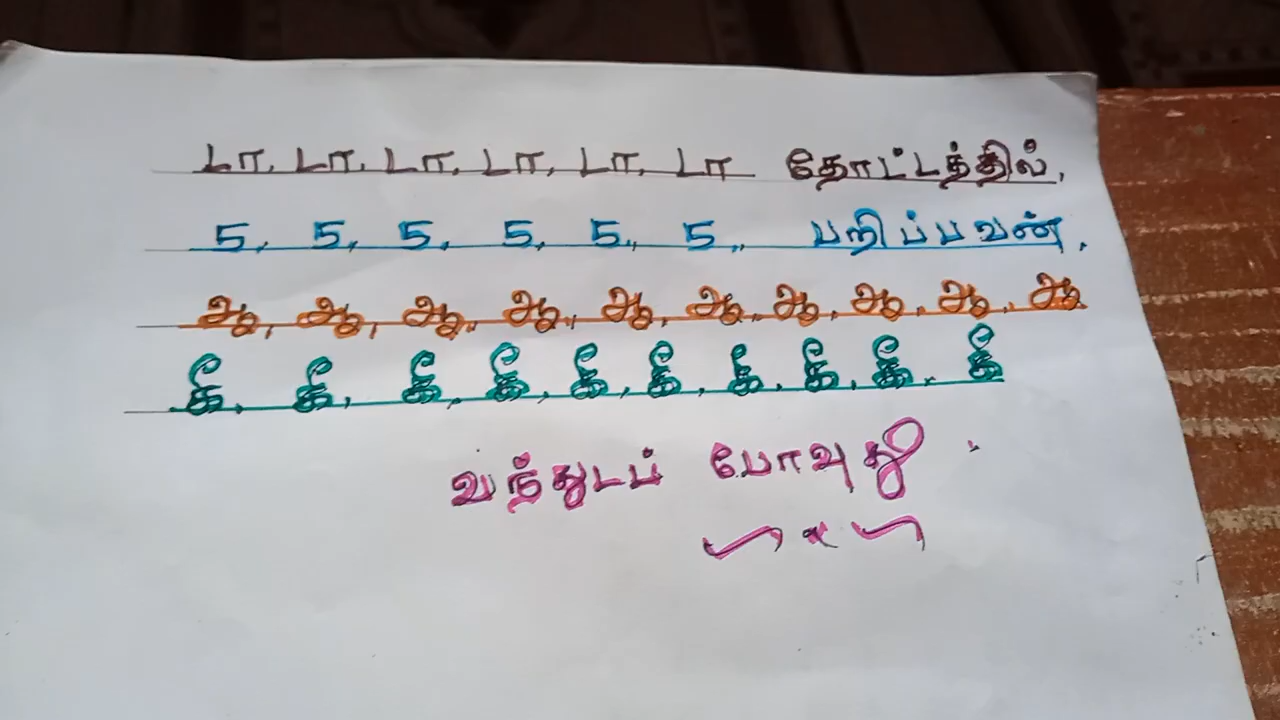 டா, டா, டா, டா, டா, டா தோட்டத்தில்,
5, 5, 5, 5, 5, 5,, பறிப்பவன்,
ஆ, ஆ, ஆ, ஆ, ஆ, ஆ, ஆ, ஆ, ஆ, ஆ
கீ, கீ, கீ, கீ, கீ, கீ, கீ, கீ, கீ, கீ
வந்துடப் போவுது.